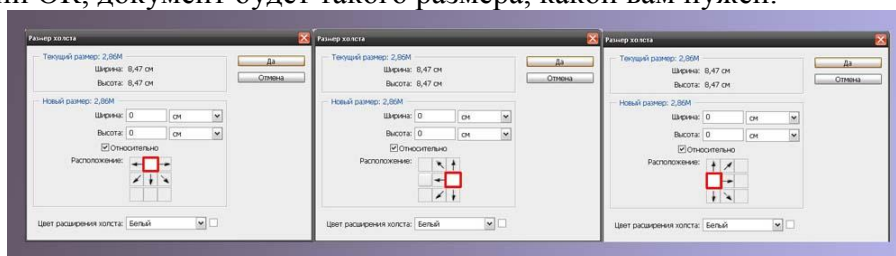 ОК, документ будет такого размера, какой вам нужен.
Размер холста
Текущий размер: 2,86M
Ширина: 8,47 см
Высота: 8,47 см
Да
Отмена
Новый размер: 2,86M
Ширина: 0 см
Высота: 0 см
Относительно
Расположение:
Цвет расширения холста: Белый
Размер холста
Текущий размер: 2,86M
Ширина: 8,47 см
Высота: 8,47 см
Да
Отмена
Новый размер: 2,86M
Ширина: 0 см
Высота: 0 см
Относительно
Расположение:
Цвет расширения холста: Белый
Размер холста
Текущий размер: 2,86M
Ширина: 8,47 см
Высота: 8,47 см
Да
Отмена
Новый размер: 2,86M
Ширина: 0 см
Высота: 0 см
Относительно
Расположение:
Цвет расширения холста: Белый